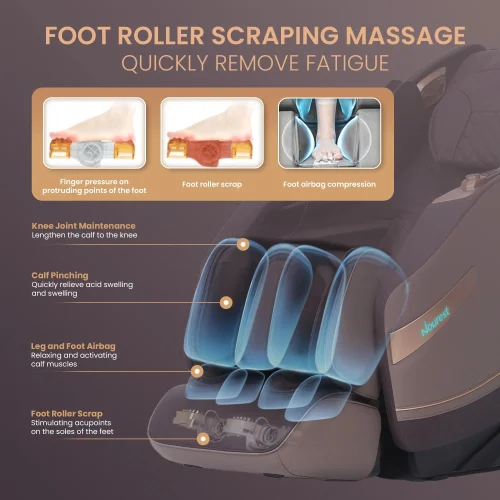 FOOT ROLLER SCRAPING MASSAGE
QUICKLY REMOVE FATIGUE
Finger pressure on
protruding points of the foot
Foot roller scrap
Foot airbag compression
Knee Joint Maintenance
Lengthen the calf to the knee
Calf Pinching
Quickly relieve acid swelling
and swelling
Nourest
Leg and Foot Airbag
Relaxing and activating
calf muscles
Foot Roller Scrap
Stimulating acupoints
on the soles of the feet